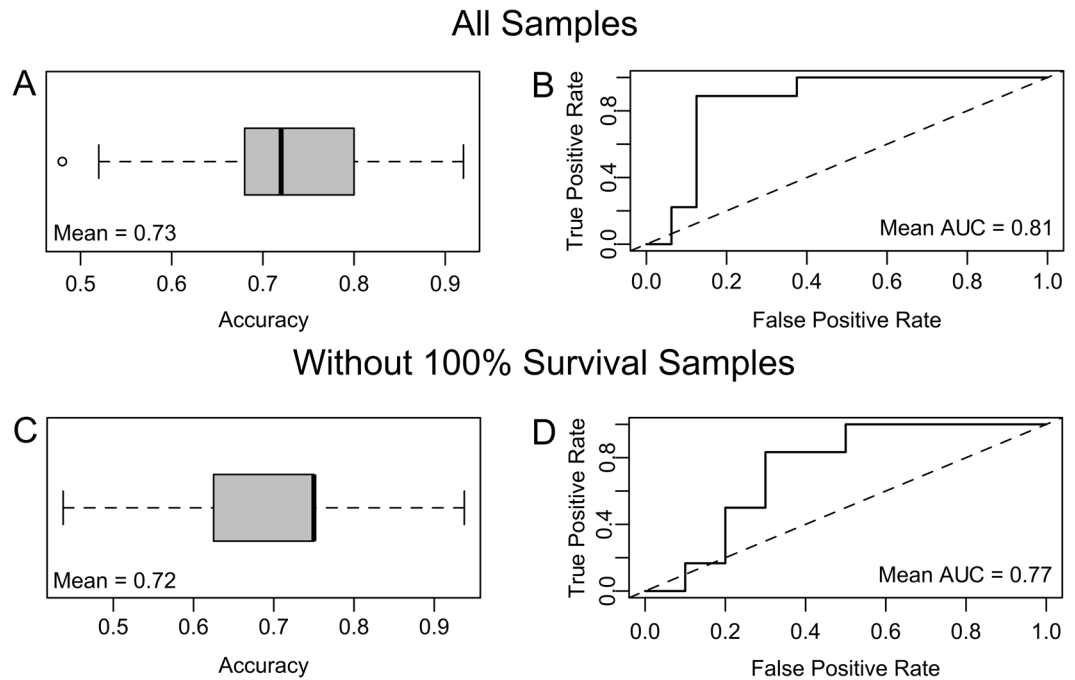 All Samples
A
Mean = 0.73
0.5 0.6 0.7 0.8 0.9
Accuracy
B
True Positive Rate
0.0 0.4 0.8
Mean AUC = 0.81
0.0 0.2 0.4 0.6 0.8 1.0
False Positive Rate
Without 100% Survival Samples
C
Mean = 0.72
0.5 0.6 0.7 0.8 0.9
Accuracy
D
True Positive Rate
0.0 0.4 0.8
Mean AUC = 0.77
0.0 0.2 0.4 0.6 0.8 1.0
False Positive Rate